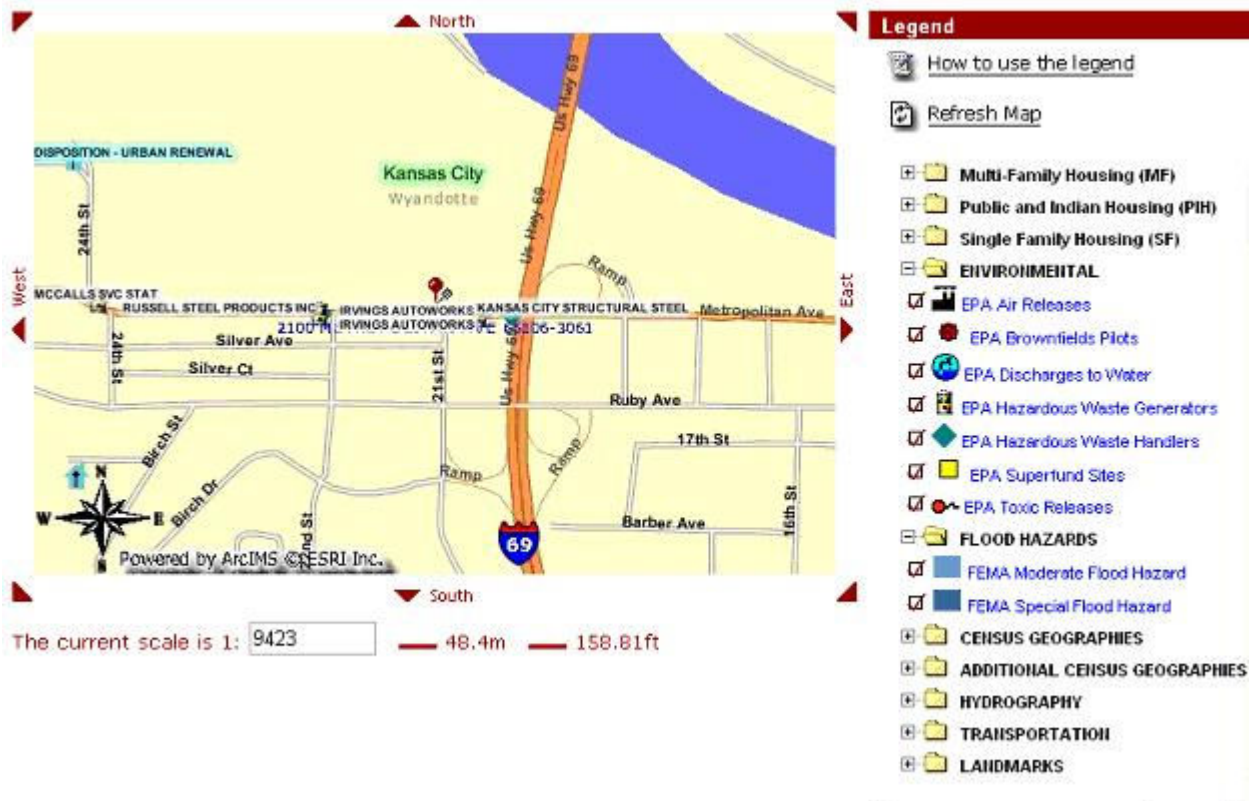 North
Us Hwy 69
DISPOSITION - URBAN RENEWAL
Kansas City
Wyandotte
24th St
Us Hwy 69
Ramp
West
East
MCCALLS SVC STAT
RUSSELL STEEL PRODUCTS INC
IRVINGS AUTOWORKS
KANSAS CITY STRUCTURAL STEEL
Metropolitan Ave
2100
IRVINGS AUTOWORKS
66106-3061
Silver Ave
24th St
Silver Ct
21st St
Us Hwy 69
Ruby Ave
Birch St
17th St
Ramp
Ramp
N
W
E
S
Birch Dr
16th St
Barber Ave
69
Powered by ArcIMS ©ESRI Inc.
South
The current scale is 1: 9423
48.4m
158.81ft
Legend
How to use the legend
Refresh Map
Multi-Family Housing (MF)
Public and Indian Housing (PIH)
Single Family Housing (SF)
ENVIRONMENTAL
EPA Air Releases
EPA Brownfields Pilots
EPA Discharges to Water
EPA Hazardous Waste Generators
EPA Hazardous Waste Handlers
EPA Superfund Sites
EPA Toxic Releases
FLOOD HAZARDS
FEMA Moderate Flood Hazard
FEMA Special Flood Hazard
CENSUS GEOGRAPHIES
ADDITIONAL CENSUS GEOGRAPHIES
HYDROGRAPHY
TRANSPORTATION
LANDMARKS